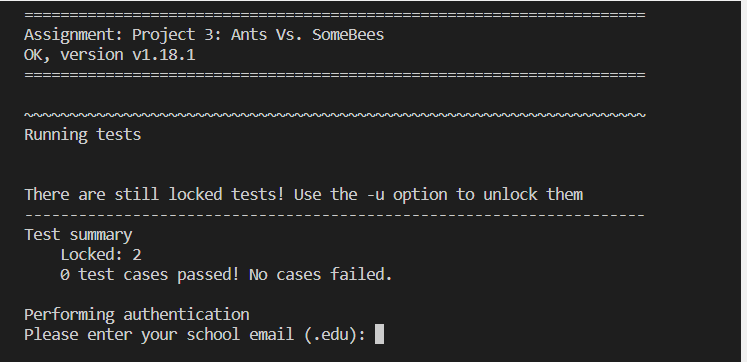 =====================================================================
Assignment: Project 3: Ants Vs. SomeBees
OK, version v1.18.1
=====================================================================
~~~~~~~~~~~~~~~~~~~~~~~~~~~~~~~~~~~~~~~~~~~~~~~~~~~~~~~~~~~~~~~~~~~~~
Running tests
There are still locked tests! Use the -u option to unlock them
---------------------------------------------------------------------
Test summary
    Locked: 2
    0 test cases passed! No cases failed.
Performing authentication
Please enter your school email (.edu):